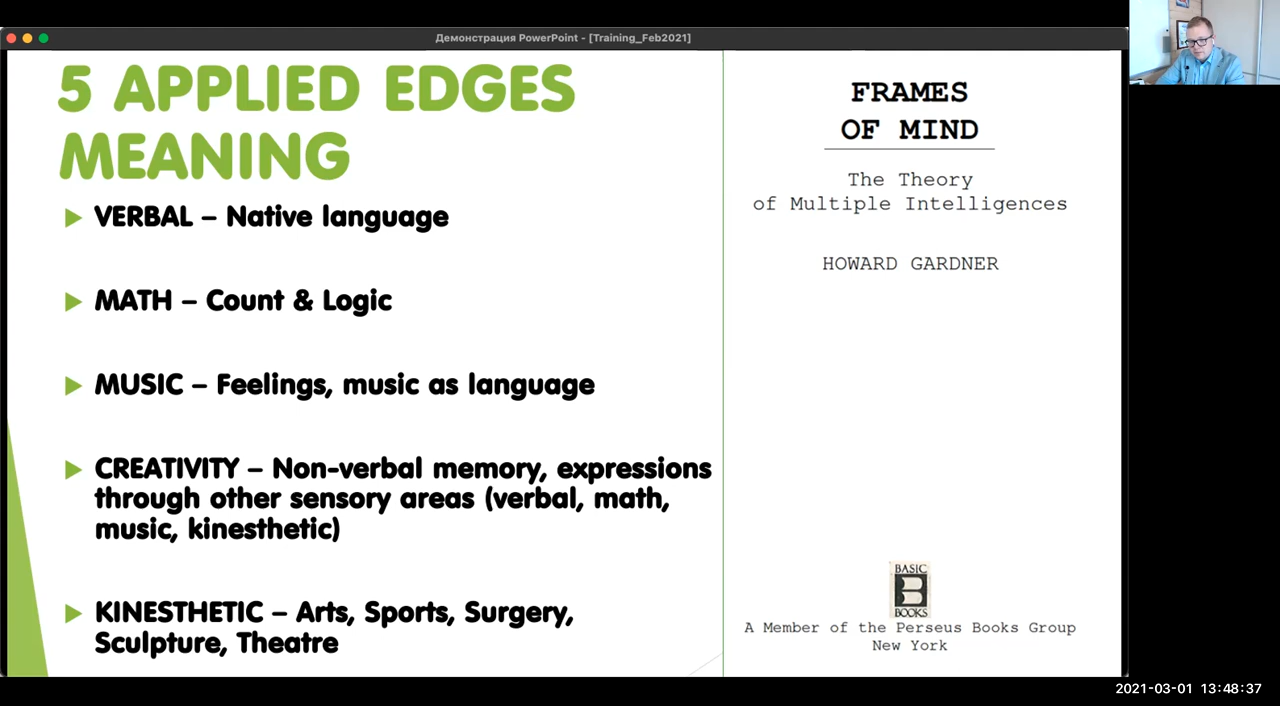 Демонстрация PowerPoint - [Training_Feb2021]
5 APPLIED EDGES
MEANING
VERBAL – Native language
MATH – Count & Logic
MUSIC – Feelings, music as language
CREATIVITY – Non-verbal memory, expressions
through other sensory areas (verbal, math,
music, kinesthetic)
KINESTHETIC – Arts, Sports, Surgery,
Sculpture, Theatre
FRAMES
OF MIND
The Theory
of Multiple Intelligences
HOWARD GARDNER
BASIC
B
BOOKS
A Member of the Perseus Books Group
New York
2021-03-01 13:48:37